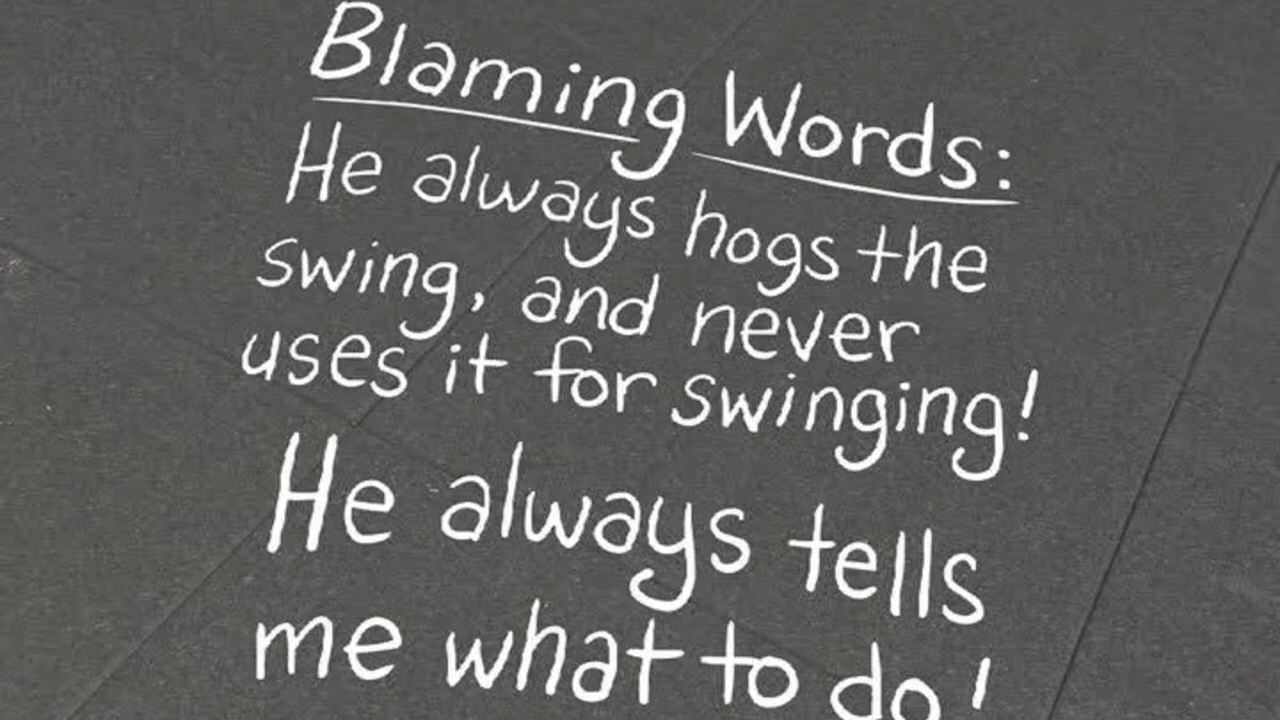 Blaming Words:
He always hogs the
swing, and never
uses it for swinging!
He always tells
me what to do!